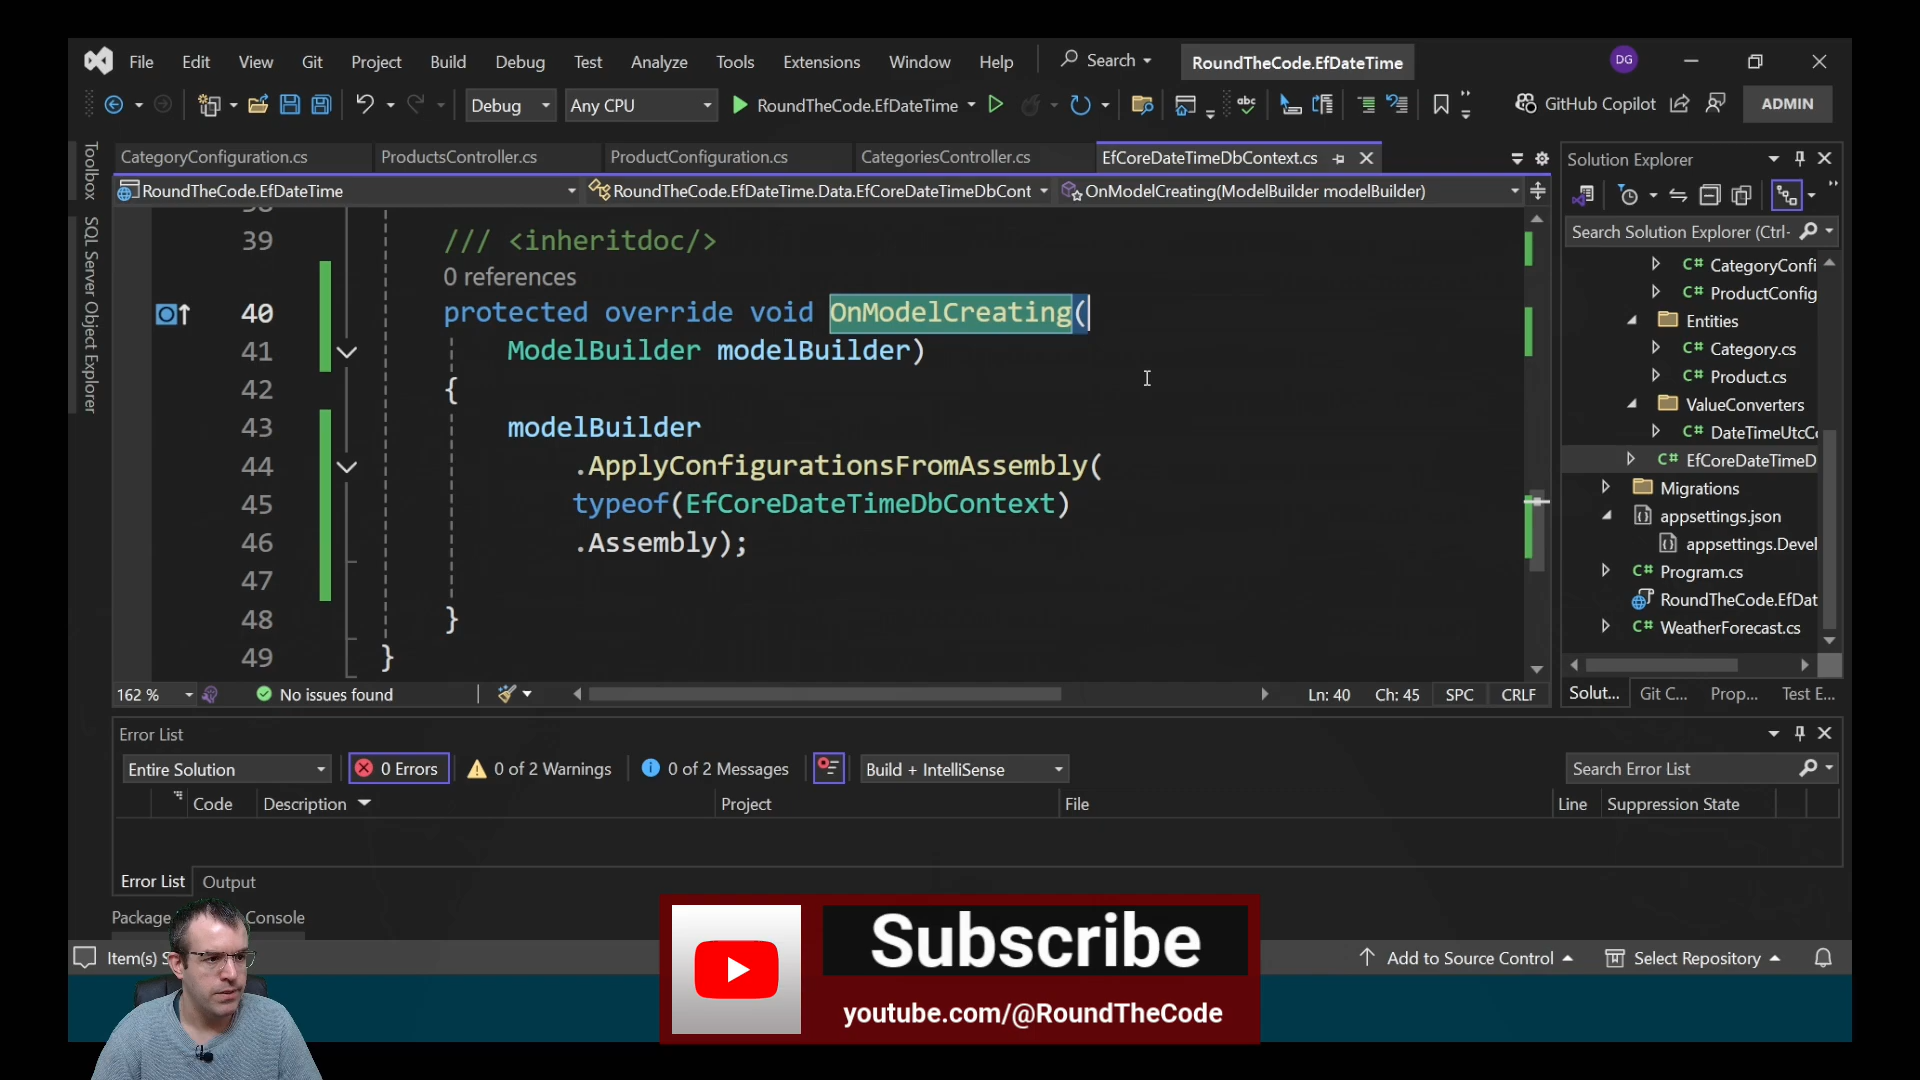 File Edit View Git Project Build Debug Test Analyze Tools Extensions Window Help Search RoundTheCode.EfDateTime DG
Debug Any CPU RoundTheCode.EfDateTime abc GitHub Copilot ADMIN
Toolbox
SQL Server Object Explorer
CategoryConfiguration.cs ProductsController.cs ProductConfiguration.cs CategoriesController.cs EfCoreDateTimeDbContext.cs
RoundTheCode.EfDateTime RoundTheCode.EfDateTime.Data.EfCoreDateTimeDbCont OnModelCreating(ModelBuilder modelBuilder)
39 /// <inheritdoc/>
0 references
40 protected override void OnModelCreating(
41 ModelBuilder modelBuilder)
42 {
43 modelBuilder
44 .ApplyConfigurationsFromAssembly(
45 typeof(EfCoreDateTimeDbContext)
46 .Assembly);
47
48 }
49 }
162 % No issues found Ln: 40 Ch: 45 SPC CRLF
Solution Explorer
Search Solution Explorer (Ctrl-
C# CategoryConfi
C# ProductConfig
Entities
C# Category.cs
C# Product.cs
ValueConverters
C# DateTimeUtcC
C# EfCoreDateTimeD
Migrations
appsettings.json
appsettings.Devel
C# Program.cs
RoundTheCode.EfDat
C# WeatherForecast.cs
Solut... Git C... Prop... Test E...
Error List
Entire Solution 0 Errors 0 of 2 Warnings 0 of 2 Messages Build + IntelliSense Search Error List
Code Description Project File Line Suppression State
Error List Output
Package Console
Item(s) Add to Source Control Select Repository
Subscribe
youtube.com/@RoundTheCode